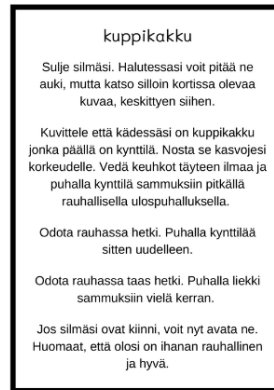 kuppikakku
Sulje silmäsi. Halutessasi voit pitää ne
auki, mutta katso silloin kortissa olevaa
kuvaa, keskittyen siihen.
Kuvittele että kädessäsi on kuppikakku
jonka päällä on kynttilä. Nosta se kasvojesi
korkeudelle. Vedä keuhkot täyteen ilmaa ja
puhalla kynttilä sammuksiin pitkällä
rauhallisella ulospuhalluksella.
Odota rauhassa hetki. Puhalla kynttilää
sitten uudelleen.
Odota rauhassa taas hetki. Puhalla liekki
sammuksiin vielä kerran.
Jos silmäsi ovat kiinni, voit nyt avata ne.
Huomaat, että olosi on ihanan rauhallinen
ja hyvä.